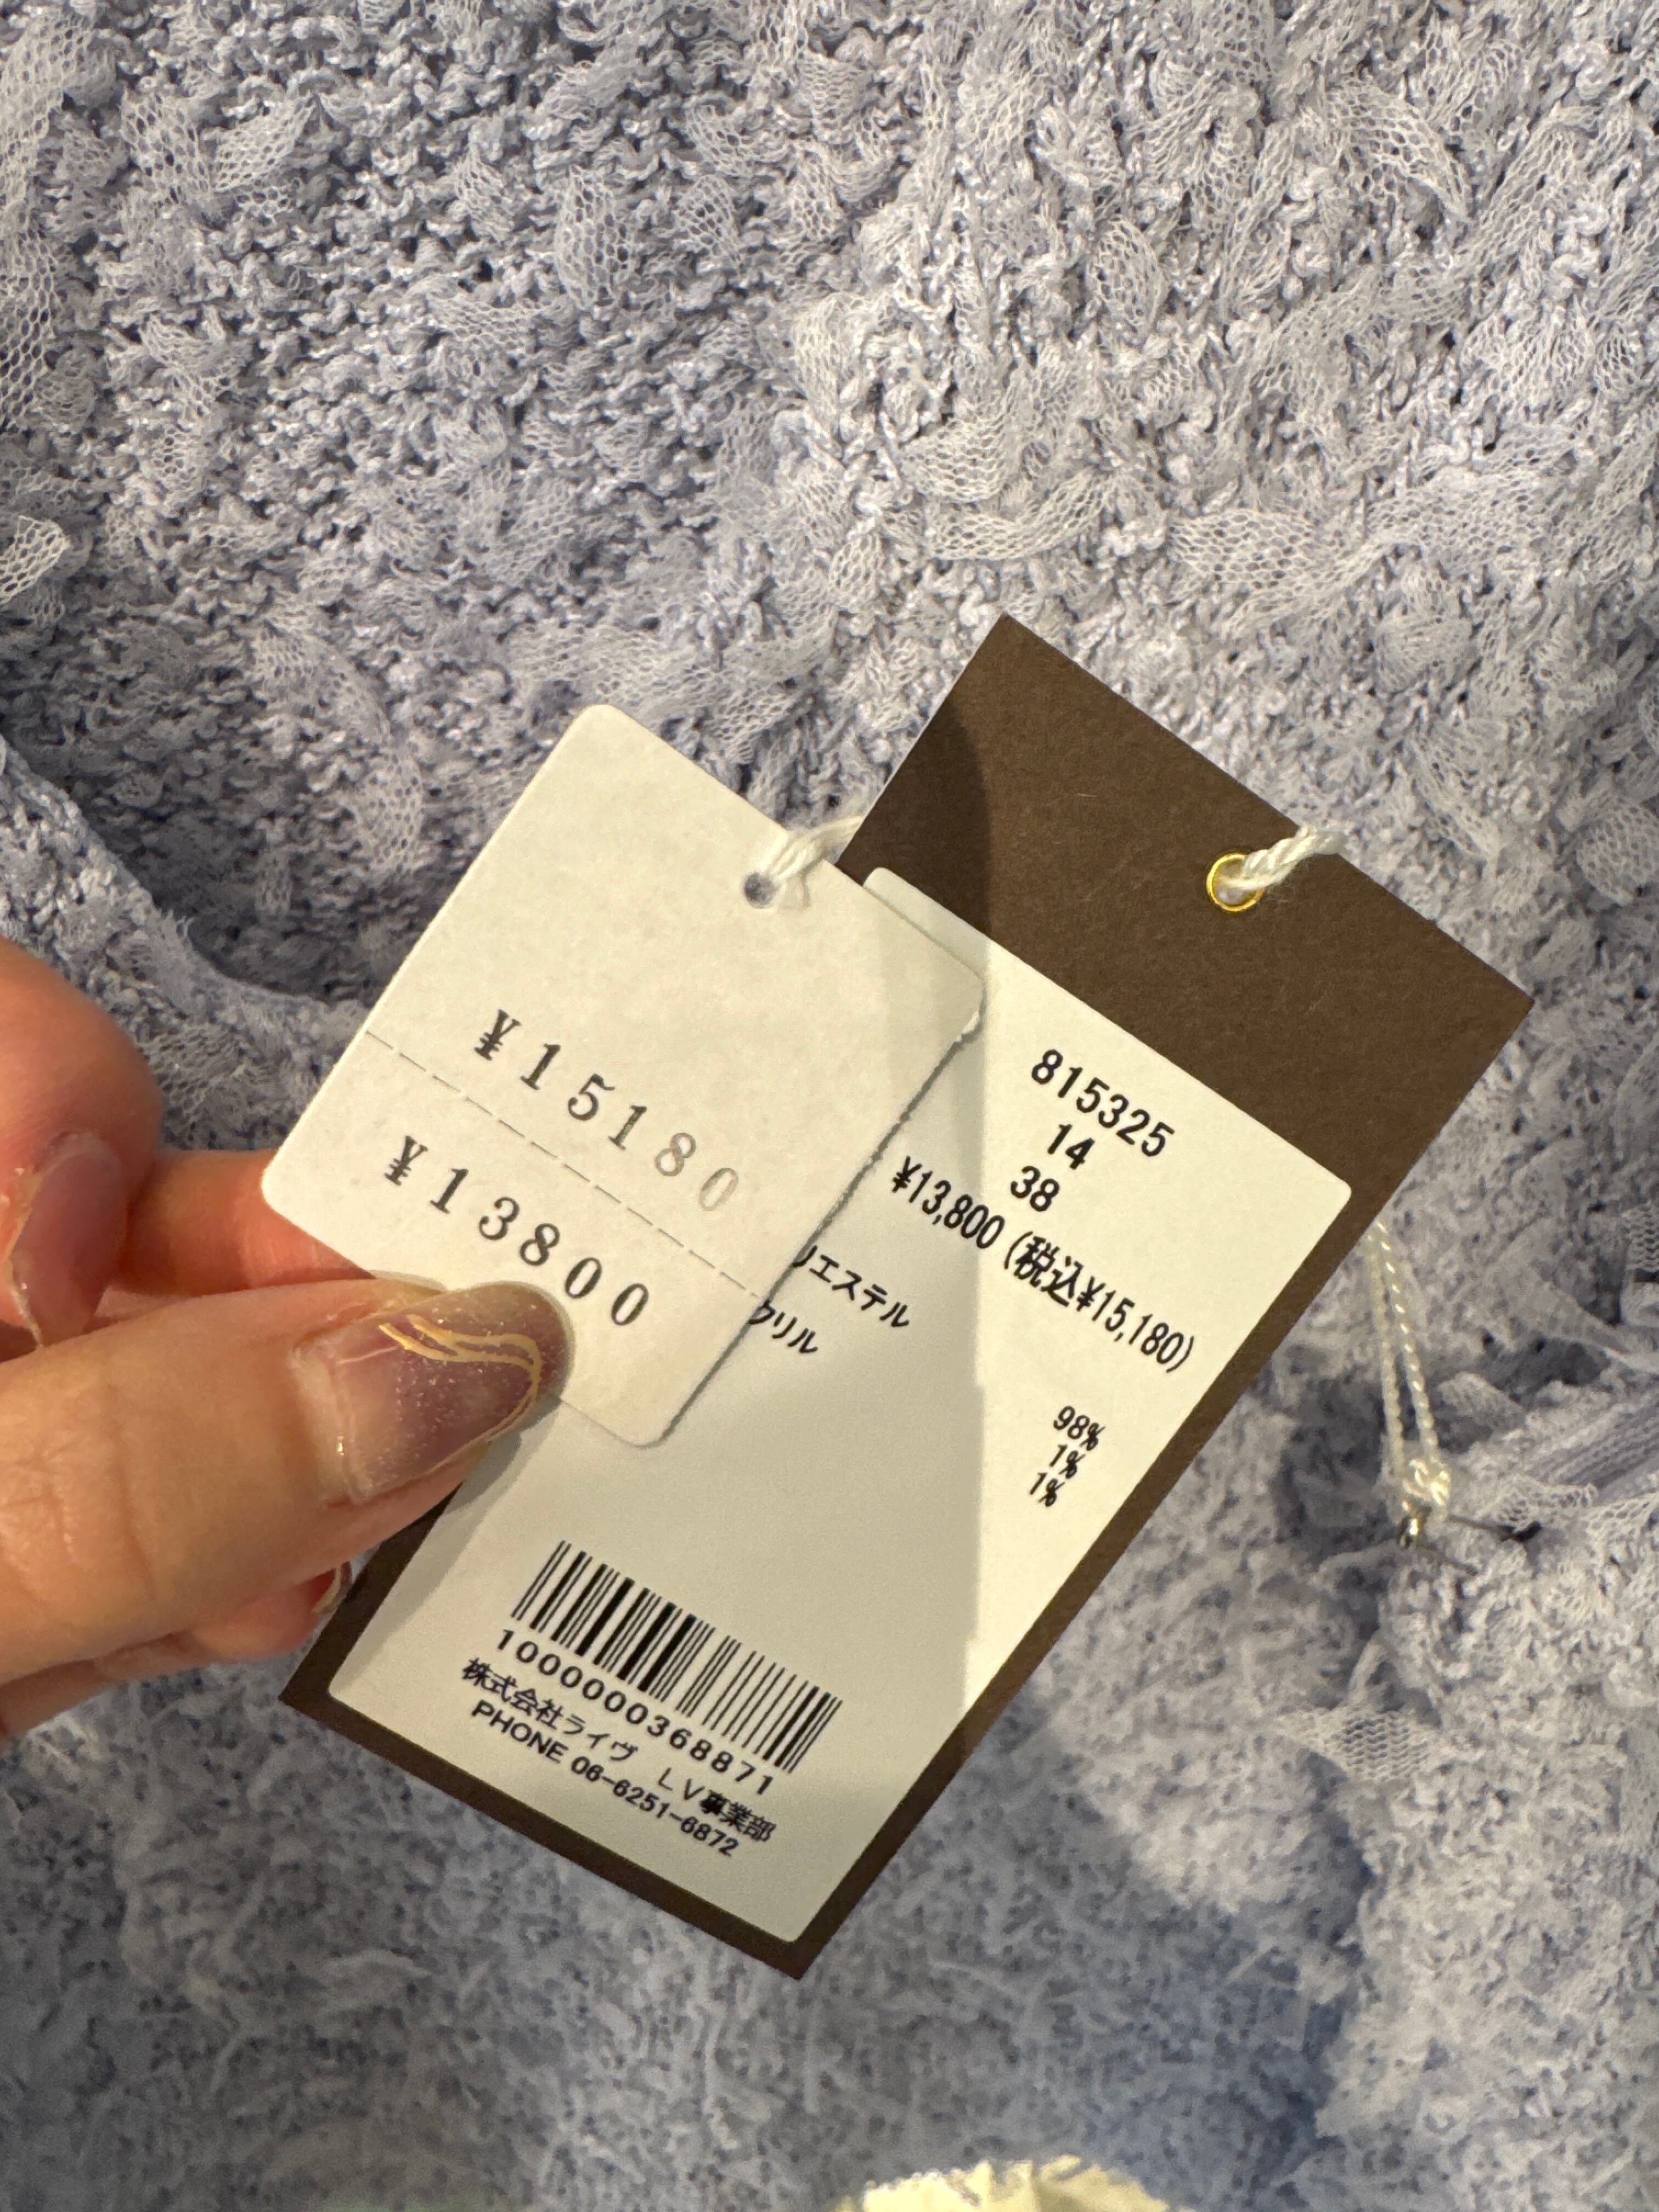 ¥15180
¥13800
815325
14
38
¥13,800 (税込¥15,180)
リエステル
クリル
98%
1%
1%
1000000368871
株式会社ライヴ LV事業部
PHONE 06-6251-6872